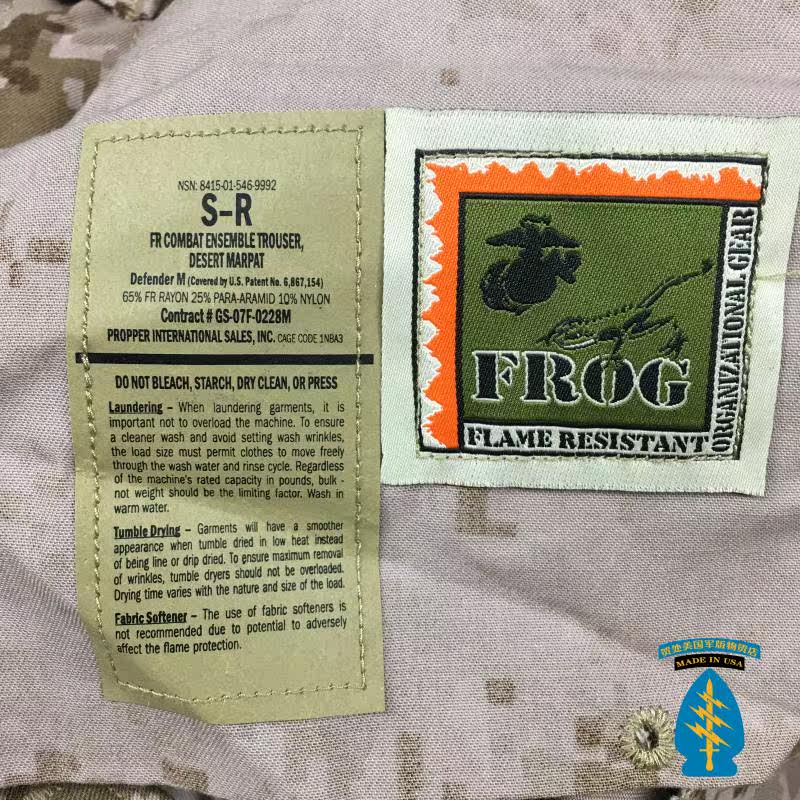 NSN: 8415-01-546-9992
S-R
FR COMBAT ENSEMBLE TROUSER,
DESERT MARPAT
Defender M (Covered by U.S. Patent No. 6,867,154)
65% FR RAYON 25% PARA-ARAMID 10% NYLON
Contract # GS-07F-0228M
PROPPER INTERNATIONAL SALES, INC. CAGE CODE 1NBA3
DO NOT BLEACH, STARCH, DRY CLEAN, OR PRESS
Laundering – When laundering garments, it is
important not to overload the machine. To ensure
a cleaner wash and avoid setting wash wrinkles,
the load size must permit clothes to move freely
through the wash water and rinse cycle. Regardless
of the machine's rated capacity in pounds, bulk -
not weight should be the limiting factor. Wash in
warm water.
Tumble Drying – Garments will have a smoother
appearance when tumble dried in low heat instead
of being line or drip dried. To ensure maximum removal
of wrinkles, tumble dryers should not be overloaded.
Drying time varies with the nature and size of the load.
Fabric Softener – The use of fabric softeners is
not recommended due to potential to adversely
affect the flame protection.
FROG
FLAME RESISTANT
ORGANIZATIONAL GEAR
美国军版物资店
MADE IN USA